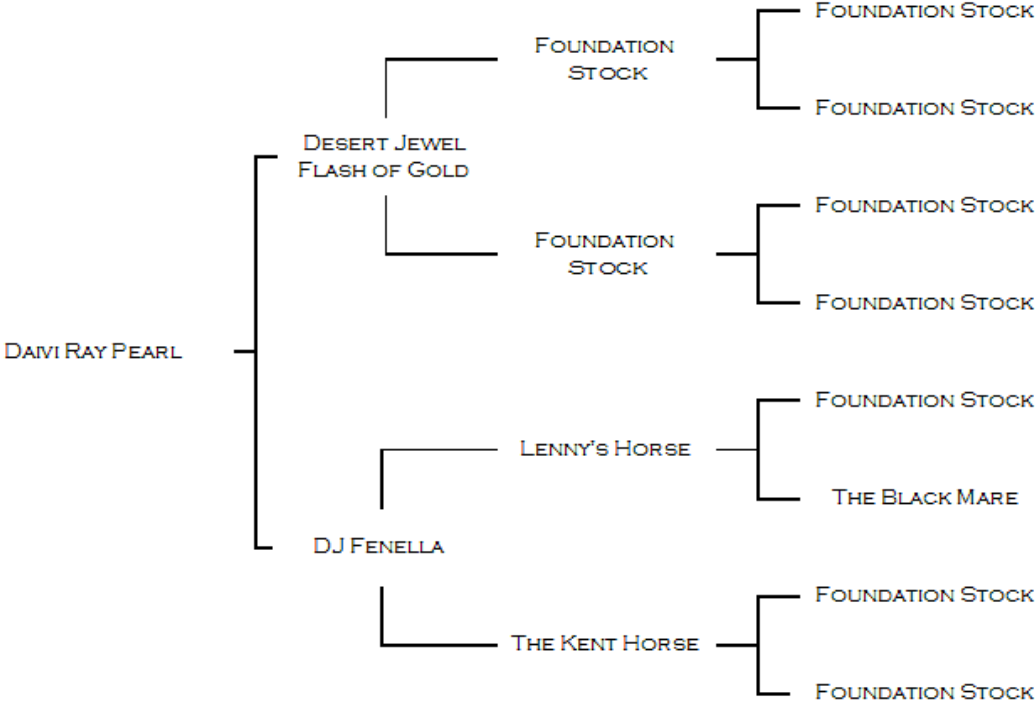 Foundation Stock
Foundation
Stock
Foundation Stock
Desert Jewel
Flash of Gold
Foundation Stock
Foundation
Stock
Foundation Stock
Daivi Ray Pearl
Foundation Stock
Lenny's Horse
The Black Mare
DJ Fenella
Foundation Stock
The Kent Horse
Foundation Stock